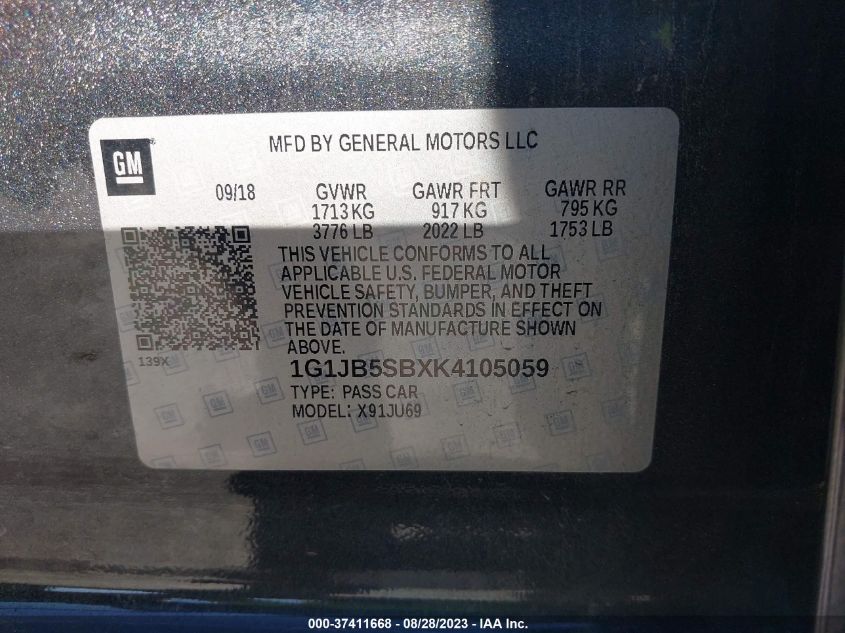 GM®
MFD BY GENERAL MOTORS LLC
09/18 GVWR GAWR FRT GAWR RR
1713 KG 917 KG 795 KG
3776 LB 2022 LB 1753 LB
THIS VEHICLE CONFORMS TO ALL
APPLICABLE U.S. FEDERAL MOTOR
VEHICLE SAFETY, BUMPER, AND THEFT
PREVENTION STANDARDS IN EFFECT ON
THE DATE OF MANUFACTURE SHOWN
ABOVE.
139X
1G1JB5SBXK4105059
TYPE: PASS CAR
MODEL: X91JU69
000-37411668 - 08/28/2023 - IAA Inc.